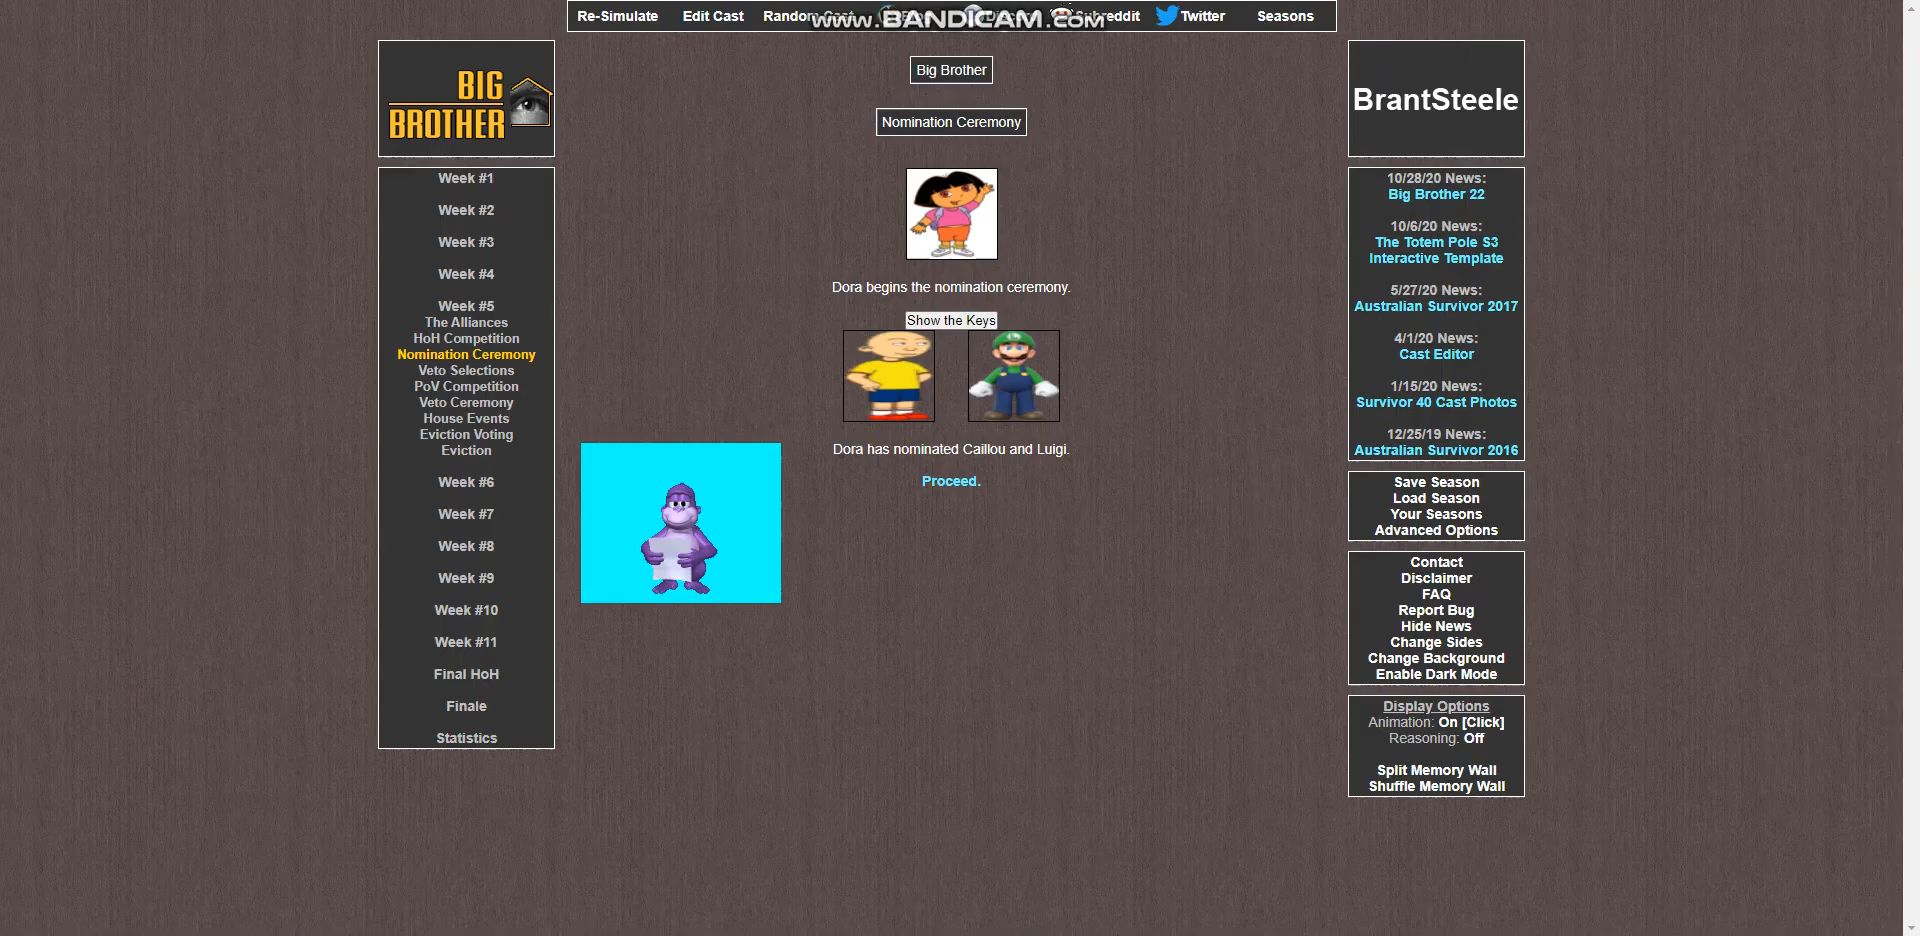 Re-Simulate Edit Cast Random Cast Subreddit Twitter Seasons
www.BANDICAM.com
BIG
BROTHER
Week #1
Week #2
Week #3
Week #4
Week #5
The Alliances
HoH Competition
Nomination Ceremony
Veto Selections
PoV Competition
Veto Ceremony
House Events
Eviction Voting
Eviction
Week #6
Week #7
Week #8
Week #9
Week #10
Week #11
Final HoH
Finale
Statistics
Big Brother
Nomination Ceremony
Dora begins the nomination ceremony.
Show the Keys
Dora has nominated Caillou and Luigi.
Proceed.
BrantSteele
10/28/20 News:
Big Brother 22
10/6/20 News:
The Totem Pole S3
Interactive Template
5/27/20 News:
Australian Survivor 2017
4/1/20 News:
Cast Editor
1/15/20 News:
Survivor 40 Cast Photos
12/25/19 News:
Australian Survivor 2016
Save Season
Load Season
Your Seasons
Advanced Options
Contact
Disclaimer
FAQ
Report Bug
Hide News
Change Sides
Change Background
Enable Dark Mode
Display Options
Animation: On [Click]
Reasoning: Off
Split Memory Wall
Shuffle Memory Wall